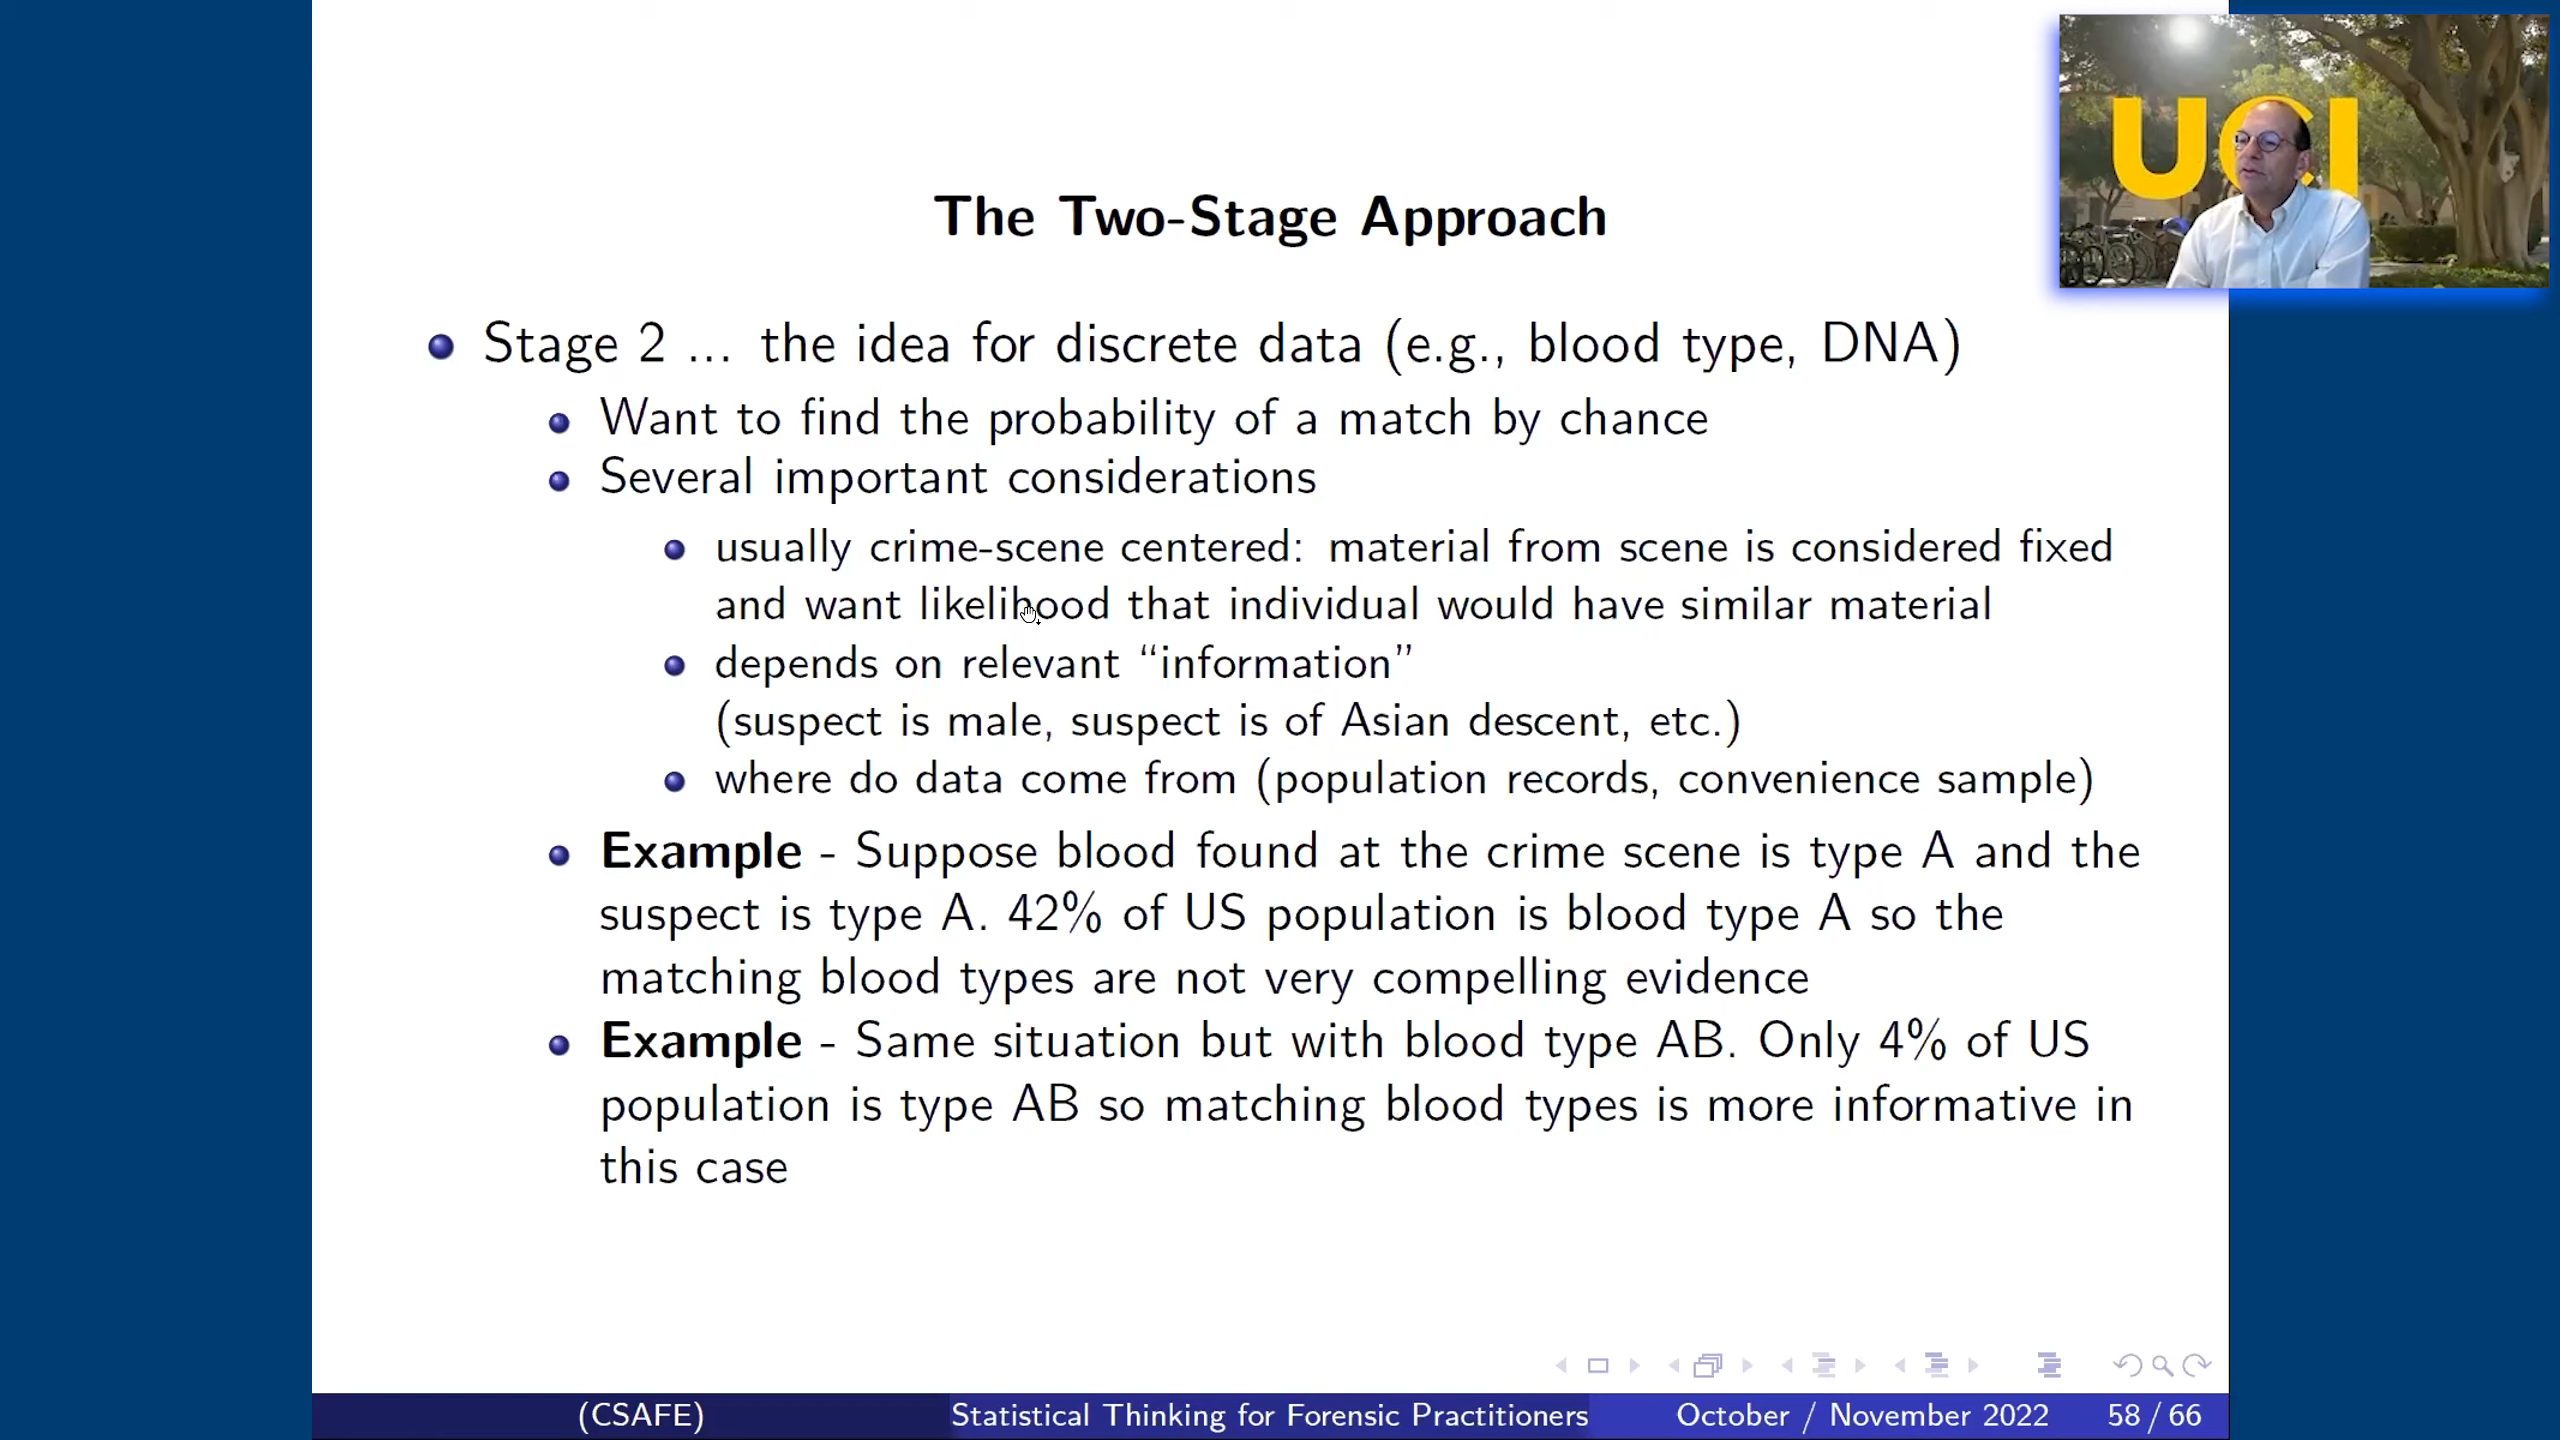 UCI
The Two-Stage Approach
Stage 2 ... the idea for discrete data (e.g., blood type, DNA)
Want to find the probability of a match by chance
Several important considerations
usually crime-scene centered: material from scene is considered fixed
and want likelihood that individual would have similar material
depends on relevant “information”
(suspect is male, suspect is of Asian descent, etc.)
where do data come from (population records, convenience sample)
Example - Suppose blood found at the crime scene is type A and the
suspect is type A. 42% of US population is blood type A so the
matching blood types are not very compelling evidence
Example - Same situation but with blood type AB. Only 4% of US
population is type AB so matching blood types is more informative in
this case
(CSAFE) Statistical Thinking for Forensic Practitioners October / November 2022 58 / 66